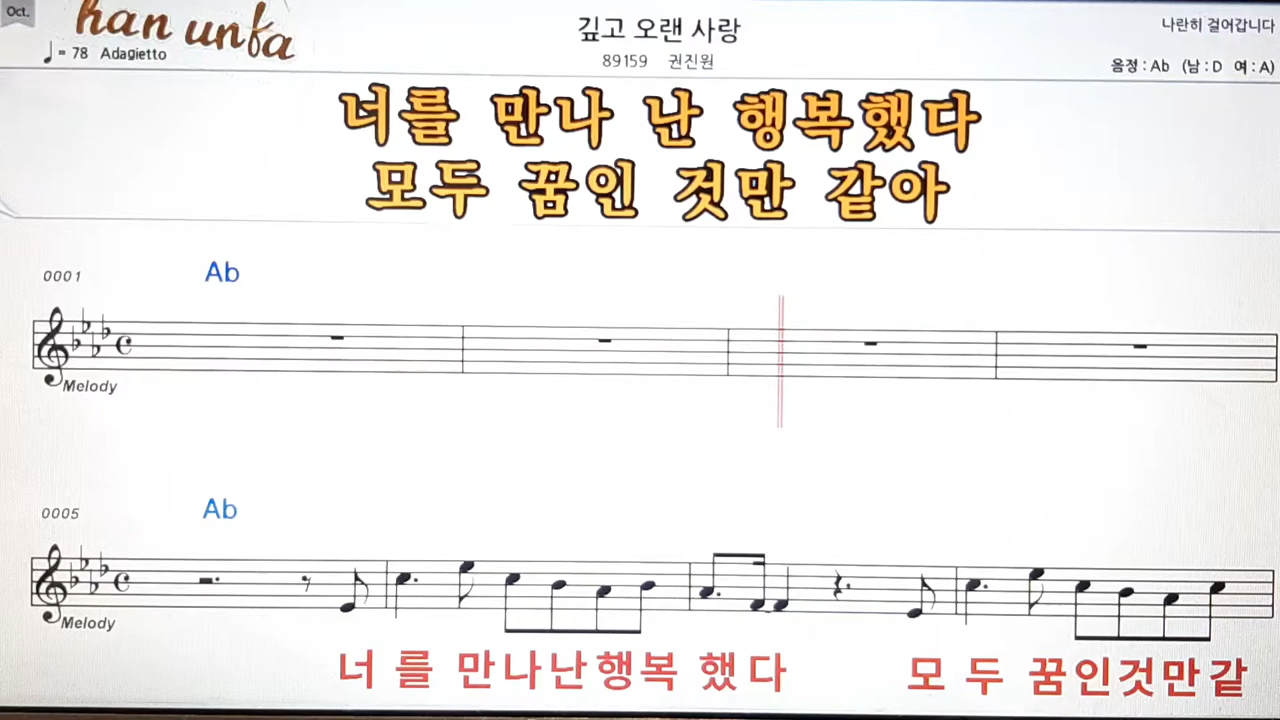 Oct.
han unfa
♩ = 78 Adagietto
깊고 오랜 사랑
89159 권진원
나란히 걸어갑니다
음정 : Ab (남 : D 여 : A)
너를 만나 난 행복했다
모두 꿈인 것만 같아
0001 Ab
Melody
0005 Ab
Melody
너 를 만나난행복 했 다 모 두 꿈인것만같